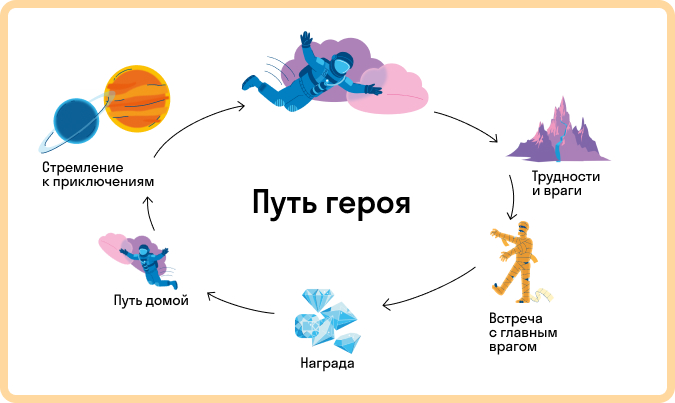 Путь героя
Стремление
к приключениям
Трудности
и враги
Встреча
с главным
врагом
Награда
Путь домой